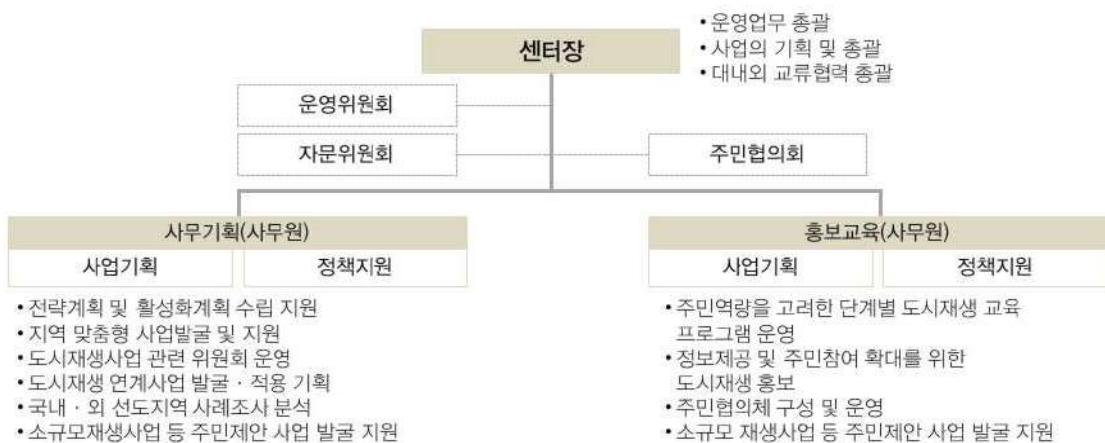 센터장
• 운영업무 총괄
• 사업의 기획 및 총괄
• 대내외 교류협력 총괄
운영위원회
자문위원회
주민협의회
사무기획(사무원)
사업기획
정책지원
• 전략계획 및 활성화계획 수립 지원
• 지역 맞춤형 사업발굴 및 지원
• 도시재생사업 관련 위원회 운영
• 도시재생 연계사업 발굴 · 적용 기획
• 국내 · 외 선도지역 사례조사 분석
• 소규모재생사업 등 주민제안 사업 발굴 지원
홍보교육(사무원)
사업기획
정책지원
• 주민역량을 고려한 단계별 도시재생 교육
프로그램 운영
• 정보제공 및 주민참여 확대를 위한
도시재생 홍보
• 주민협의체 구성 및 운영
• 소규모 재생사업 등 주민제안 사업 발굴 지원